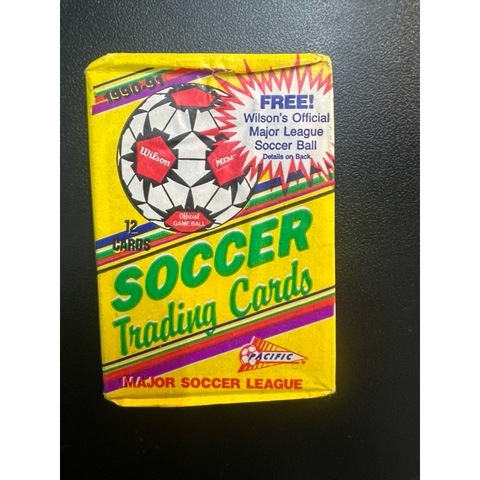 1990-91
FREE!
Wilson's Official
Major League
Soccer Ball
Details on Back.
Wilson
MISL
Official
GAME BALL
12
CARDS
SOCCER
Trading Cards
PACIFIC
MAJOR SOCCER LEAGUE